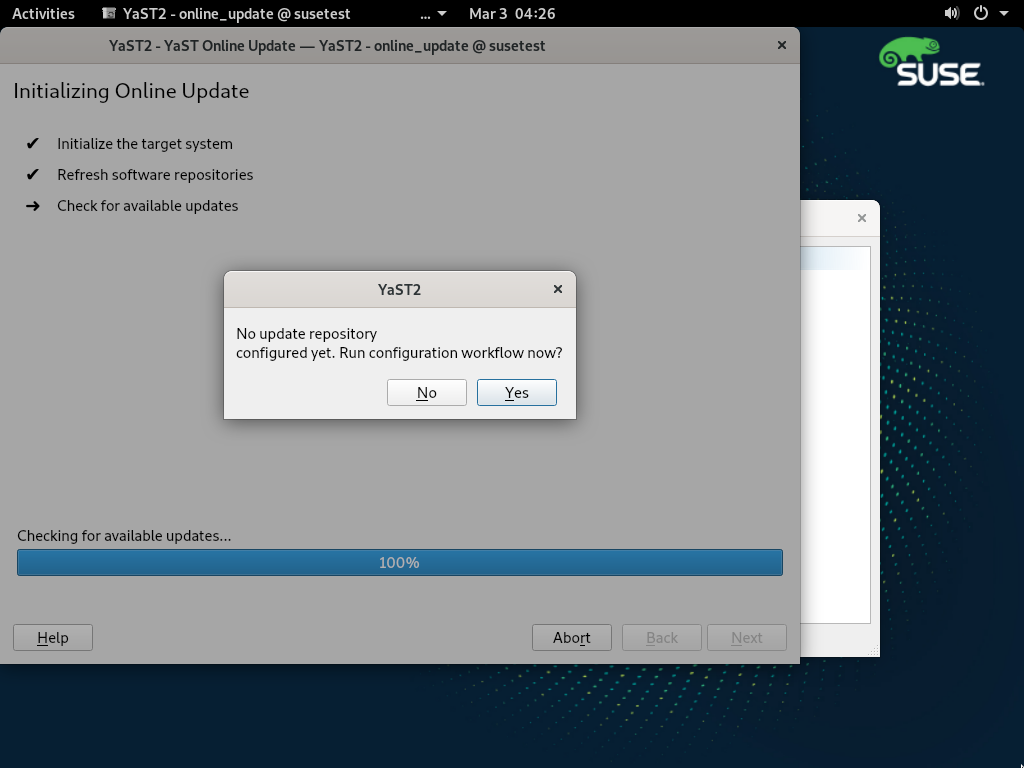 Activities
YaST2 - online_update @ susetest
...
Mar 3 04:26
YaST2 - YaST Online Update — YaST2 - online_update @ susetest
SUSE
Initializing Online Update
✔ Initialize the target system
✔ Refresh software repositories
➜ Check for available updates
YaST2
No update repository
configured yet. Run configuration workflow now?
No
Yes
Checking for available updates...
100%
Help
Abort
Back
Next